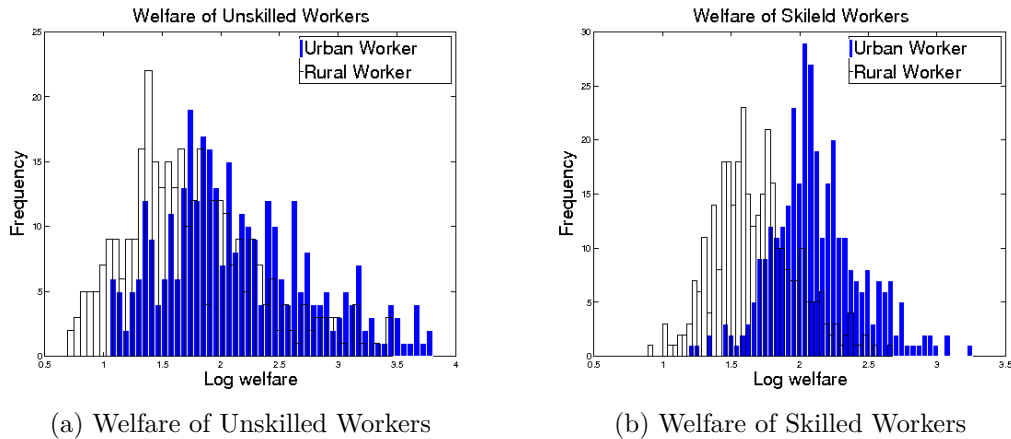 Welfare of Unskilled Workers
25
20
15
10
5
0
0.5 1 1.5 2 2.5 3 3.5 4
Frequency
Log welfare
Urban Worker
Rural Worker
(a) Welfare of Unskilled Workers
Welfare of Skileld Workers
30
25
20
15
10
5
0
0.5 1 1.5 2 2.5 3 3.5
Frequency
Log welfare
Urban Worker
Rural Worker
(b) Welfare of Skilled Workers